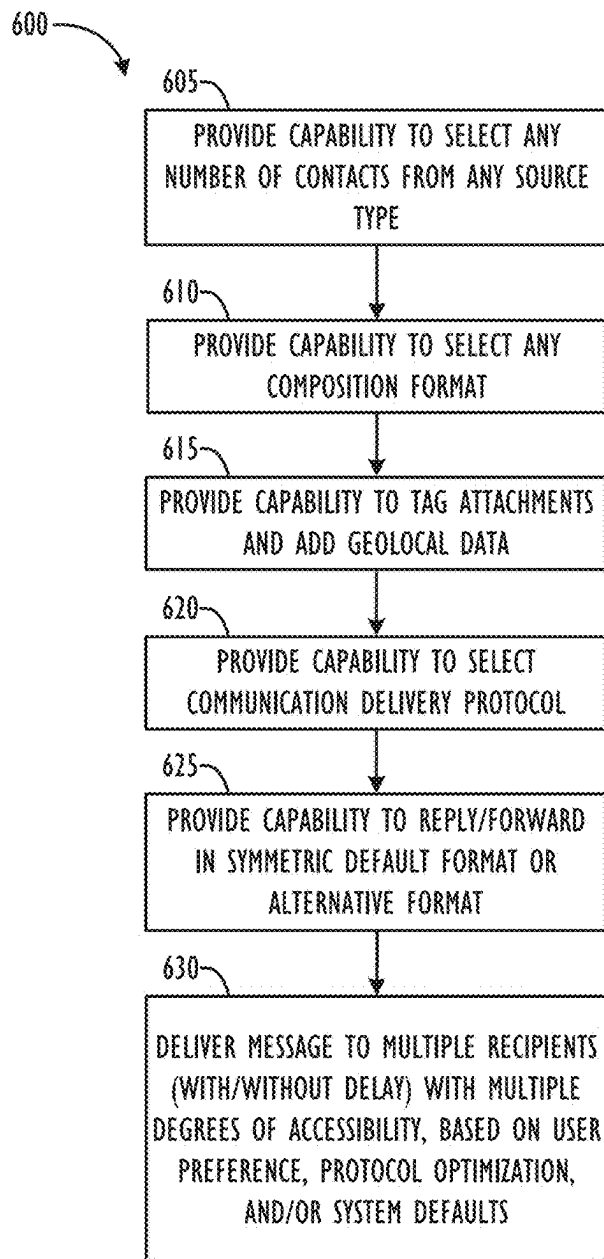 600
605
PROVIDE CAPABILITY TO SELECT ANY
NUMBER OF CONTACTS FROM ANY SOURCE
TYPE
610
PROVIDE CAPABILITY TO SELECT ANY
COMPOSITION FORMAT
615
PROVIDE CAPABILITY TO TAG ATTACHMENTS
AND ADD GEOLOCAL DATA
620
PROVIDE CAPABILITY TO SELECT
COMMUNICATION DELIVERY PROTOCOL
625
PROVIDE CAPABILITY TO REPLY/FORWARD
IN SYMMETRIC DEFAULT FORMAT OR
ALTERNATIVE FORMAT
630
DELIVER MESSAGE TO MULTIPLE RECIPIENTS
(WITH/WITHOUT DELAY) WITH MULTIPLE
DEGREES OF ACCESSIBILITY, BASED ON USER
PREFERENCE, PROTOCOL OPTIMIZATION,
AND/OR SYSTEM DEFAULTS